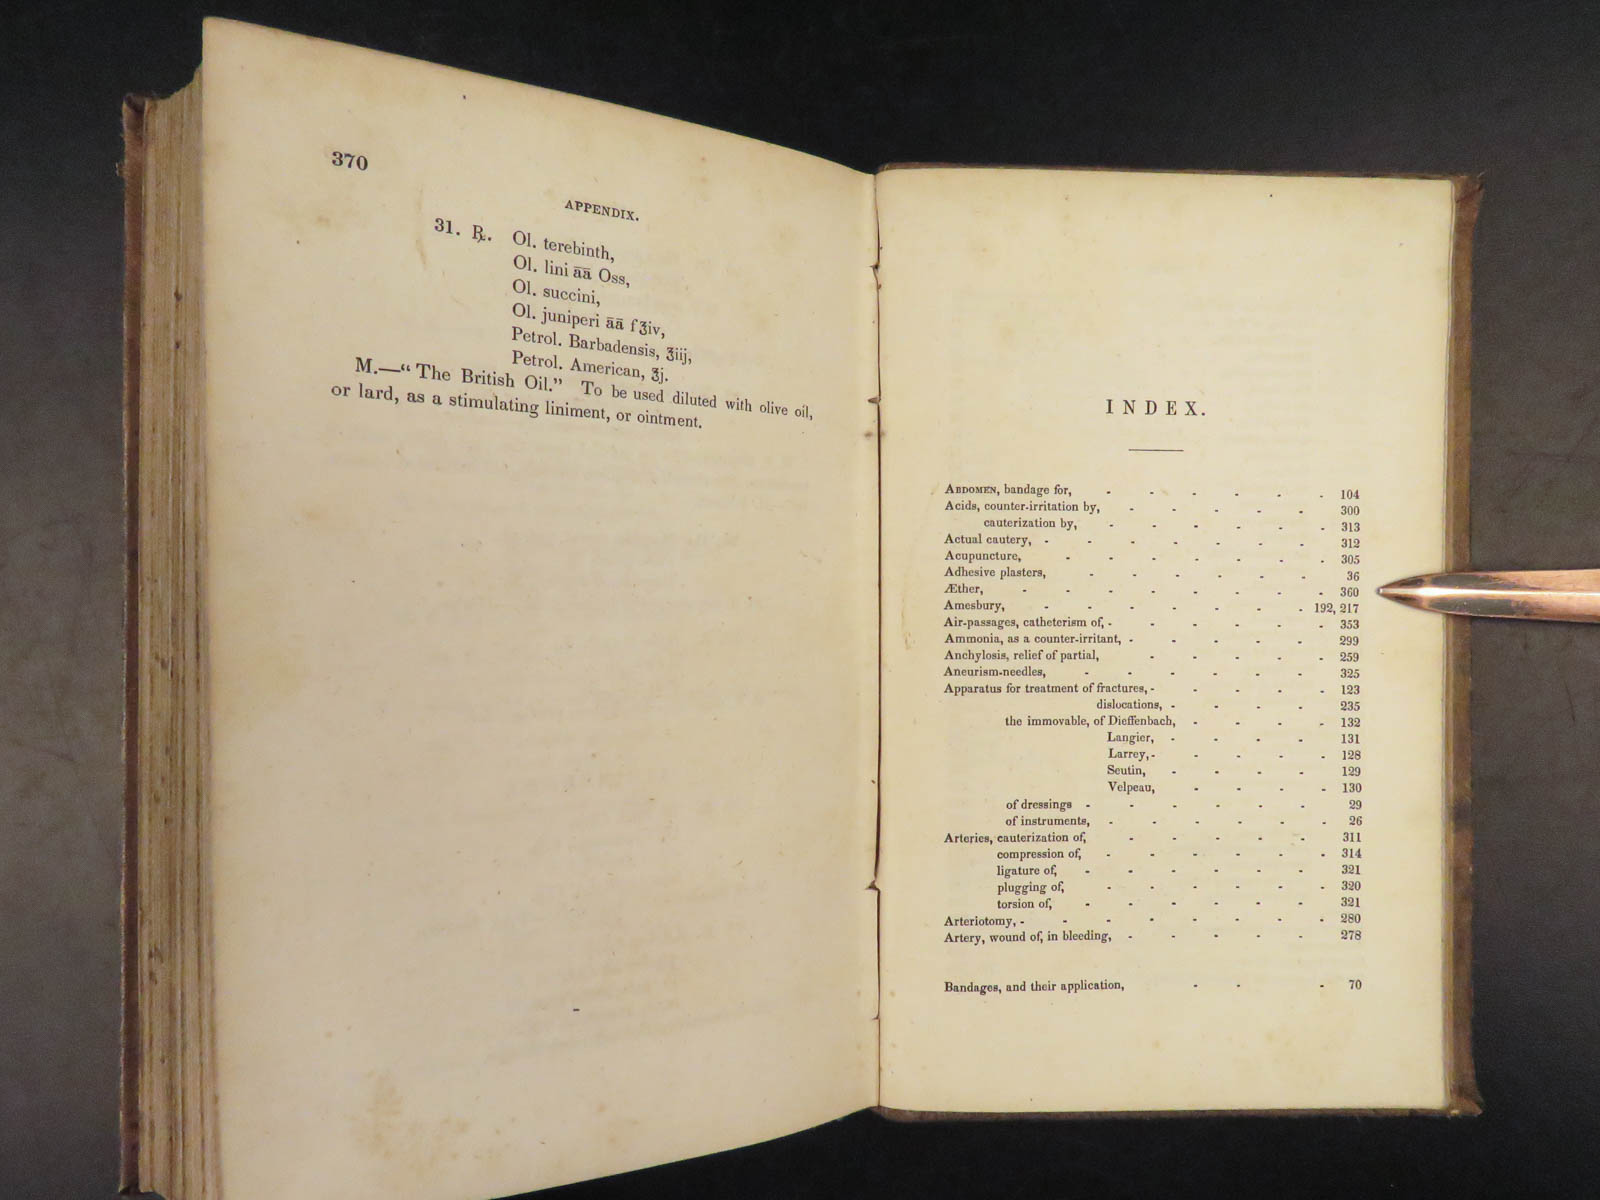 370
APPENDIX.
31. ℞. Ol. terebinth,
Ol. lini āā Oss,
Ol. succini,
Ol. juniperi āā fʒiv,
Petrol. Barbadensis, ʒiij,
Petrol. American, ʒj.
M.—“The British Oil.” To be used diluted with olive oil,
or lard, as a stimulating liniment, or ointment.
INDEX.
ABDOMEN, bandage for, - - - - - - 104
Acids, counter-irritation by, - - - - - 300
cauterization by, - - - - - - 313
Actual cautery, - - - - - - - 312
Acupuncture, - - - - - - - 305
Adhesive plasters, - - - - - - 36
Æther, - - - - - - - - 360
Amesbury, - - - - - - - 192, 217
Air-passages, catheterism of, - - - - - - 353
Ammonia, as a counter-irritant, - - - - - 299
Anchylosis, relief of partial, - - - - - 259
Aneurism-needles, - - - - - - 325
Apparatus for treatment of fractures, - - - - - 123
dislocations, - - - - 235
the immovable, of Dieffenbach, - - - - 132
Langier, - - - - 131
Larrey, - - - - - 128
Seutin, - - - - 129
Velpeau, - - - - 130
of dressings - - - - - - 29
of instruments, - - - - - - 26
Arteries, cauterization of, - - - - - 311
compression of, - - - - - - 314
ligature of, - - - - - - 321
plugging of, - - - - - - 320
torsion of, - - - - - - 321
Arteriotomy, - - - - - - - - 280
Artery, wound of, in bleeding, - - - - - 278
Bandages, and their application, - - - 70